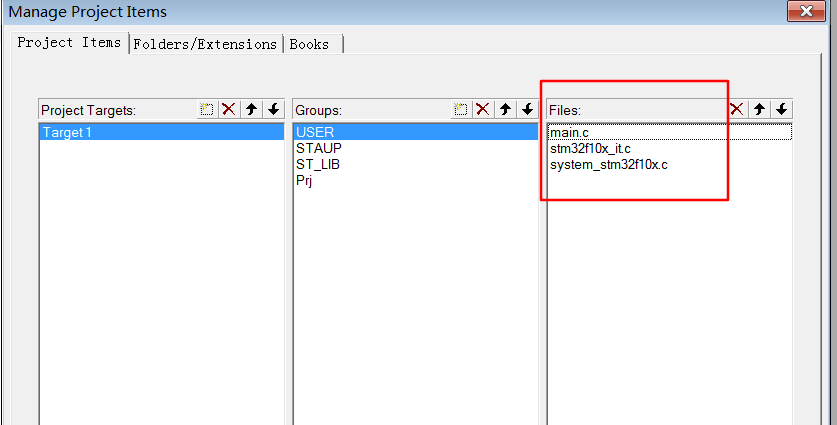 Manage Project Items
Project Items Folders/Extensions Books
Project Targets: Groups: Files:
Target 1 USER main.c
STAUP stm32f10x_it.c
ST_LIB system_stm32f10x.c
Prj